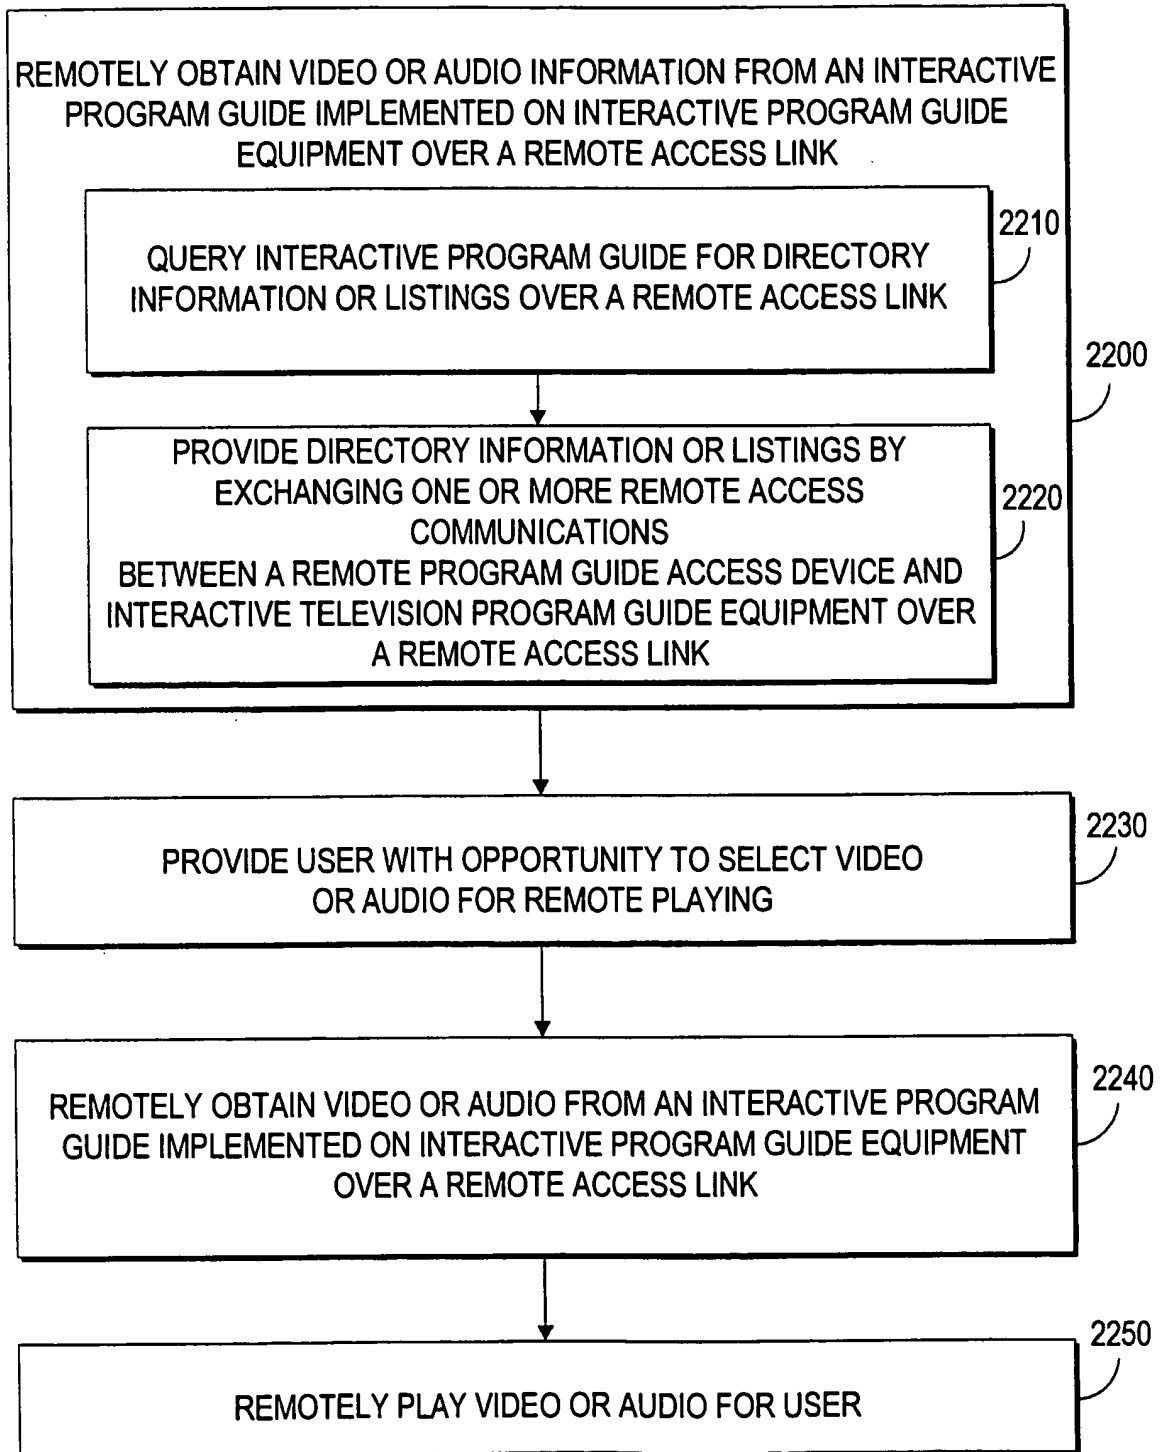 REMOTELY OBTAIN VIDEO OR AUDIO INFORMATION FROM AN INTERACTIVE
PROGRAM GUIDE IMPLEMENTED ON INTERACTIVE PROGRAM GUIDE
EQUIPMENT OVER A REMOTE ACCESS LINK
2210
QUERY INTERACTIVE PROGRAM GUIDE FOR DIRECTORY
INFORMATION OR LISTINGS OVER A REMOTE ACCESS LINK
2200
PROVIDE DIRECTORY INFORMATION OR LISTINGS BY
EXCHANGING ONE OR MORE REMOTE ACCESS
COMMUNICATIONS
BETWEEN A REMOTE PROGRAM GUIDE ACCESS DEVICE AND
INTERACTIVE TELEVISION PROGRAM GUIDE EQUIPMENT OVER
A REMOTE ACCESS LINK
2220
2230
PROVIDE USER WITH OPPORTUNITY TO SELECT VIDEO
OR AUDIO FOR REMOTE PLAYING
2240
REMOTELY OBTAIN VIDEO OR AUDIO FROM AN INTERACTIVE PROGRAM
GUIDE IMPLEMENTED ON INTERACTIVE PROGRAM GUIDE EQUIPMENT
OVER A REMOTE ACCESS LINK
2250
REMOTELY PLAY VIDEO OR AUDIO FOR USER